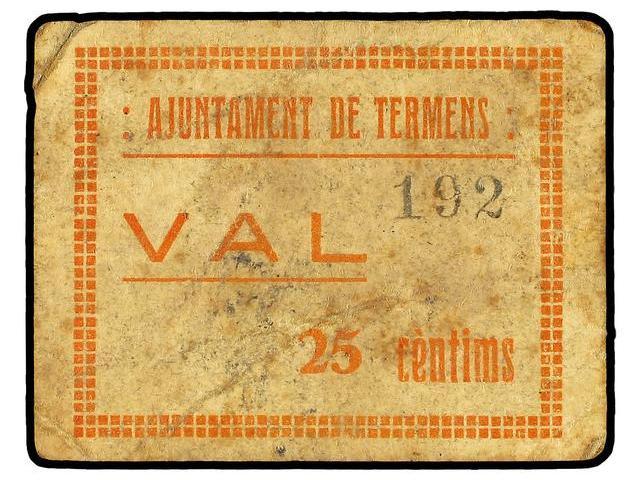 : AJUNTAMENT DE TERMENS :
192
VAL
25 cèntims